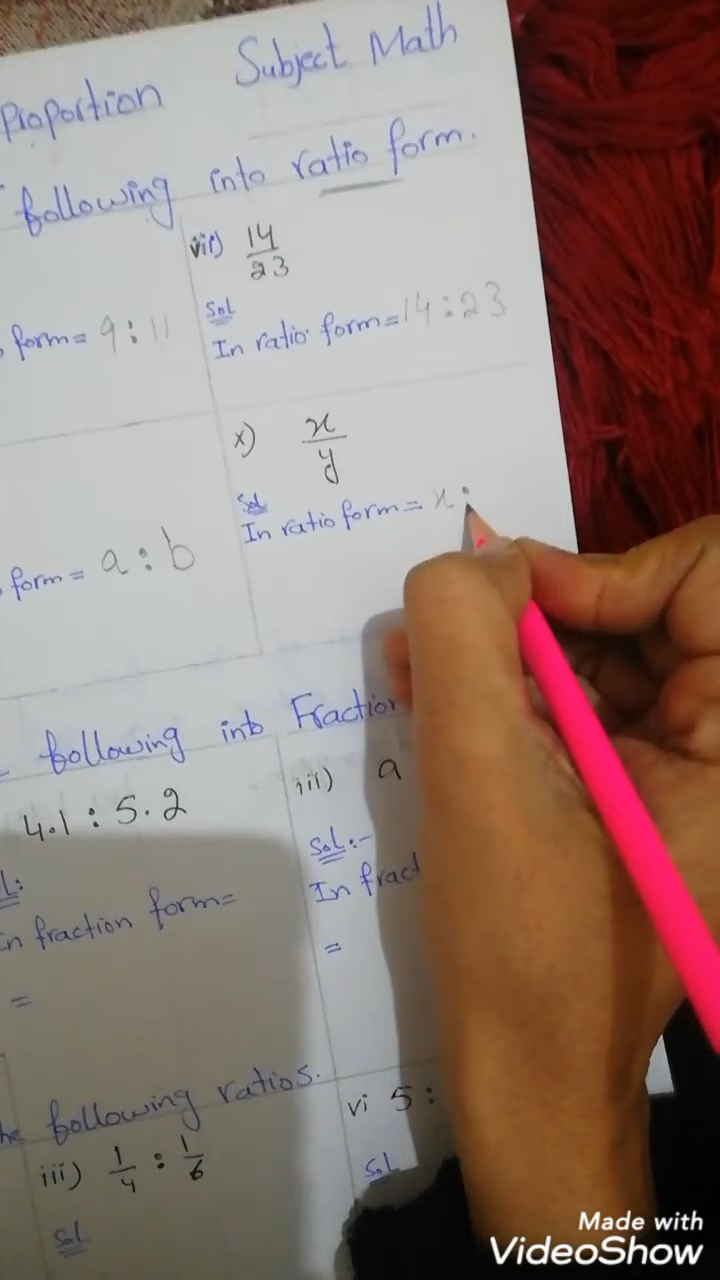 Proportion Subject Math
following into ratio form.
vii) 14/23
Sol
form= 9:11
In ratio form=14:23
x) x/y
Sol
In ratio form= x:
form= a:b
following into Fraction
4.1:5.2
iii) a
Sol:-
In fraction form=
In fract
=
=
following ratios.
iii) 1/4 : 1/6
vi 5:
Sol
Sol
Made with
VideoShow